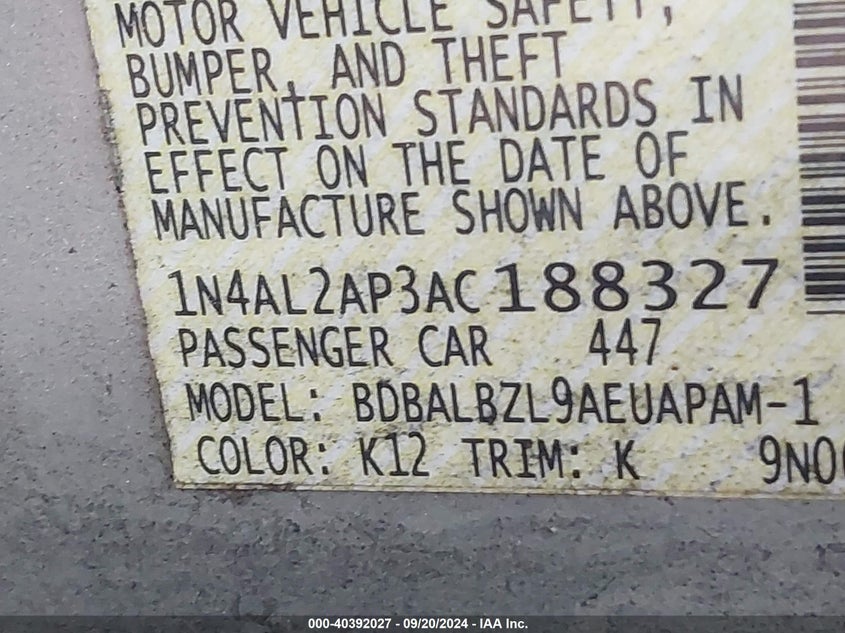 MOTOR VEHICLE SAFETY,
BUMPER, AND THEFT
PREVENTION STANDARDS IN
EFFECT ON THE DATE OF
MANUFACTURE SHOWN ABOVE.
1N4AL2AP3AC188327
PASSENGER CAR 447
MODEL: BDBALBZL9AEUAPAM-1
COLOR: K12 TRIM: K
000-40392027 - 09/20/2024 - IAA Inc.